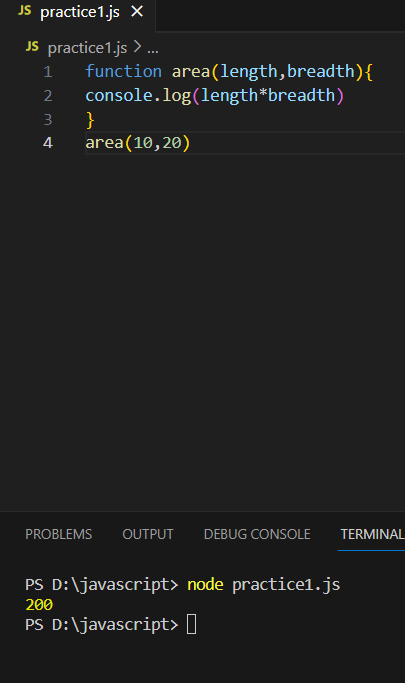 JS practice1.js ×
JS practice1.js > ...
1 function area(length,breadth){
2 console.log(length*breadth)
3 }
4 area(10,20)
PROBLEMS OUTPUT DEBUG CONSOLE TERMINAL
PS D:\javascript> node practice1.js
200
PS D:\javascript>